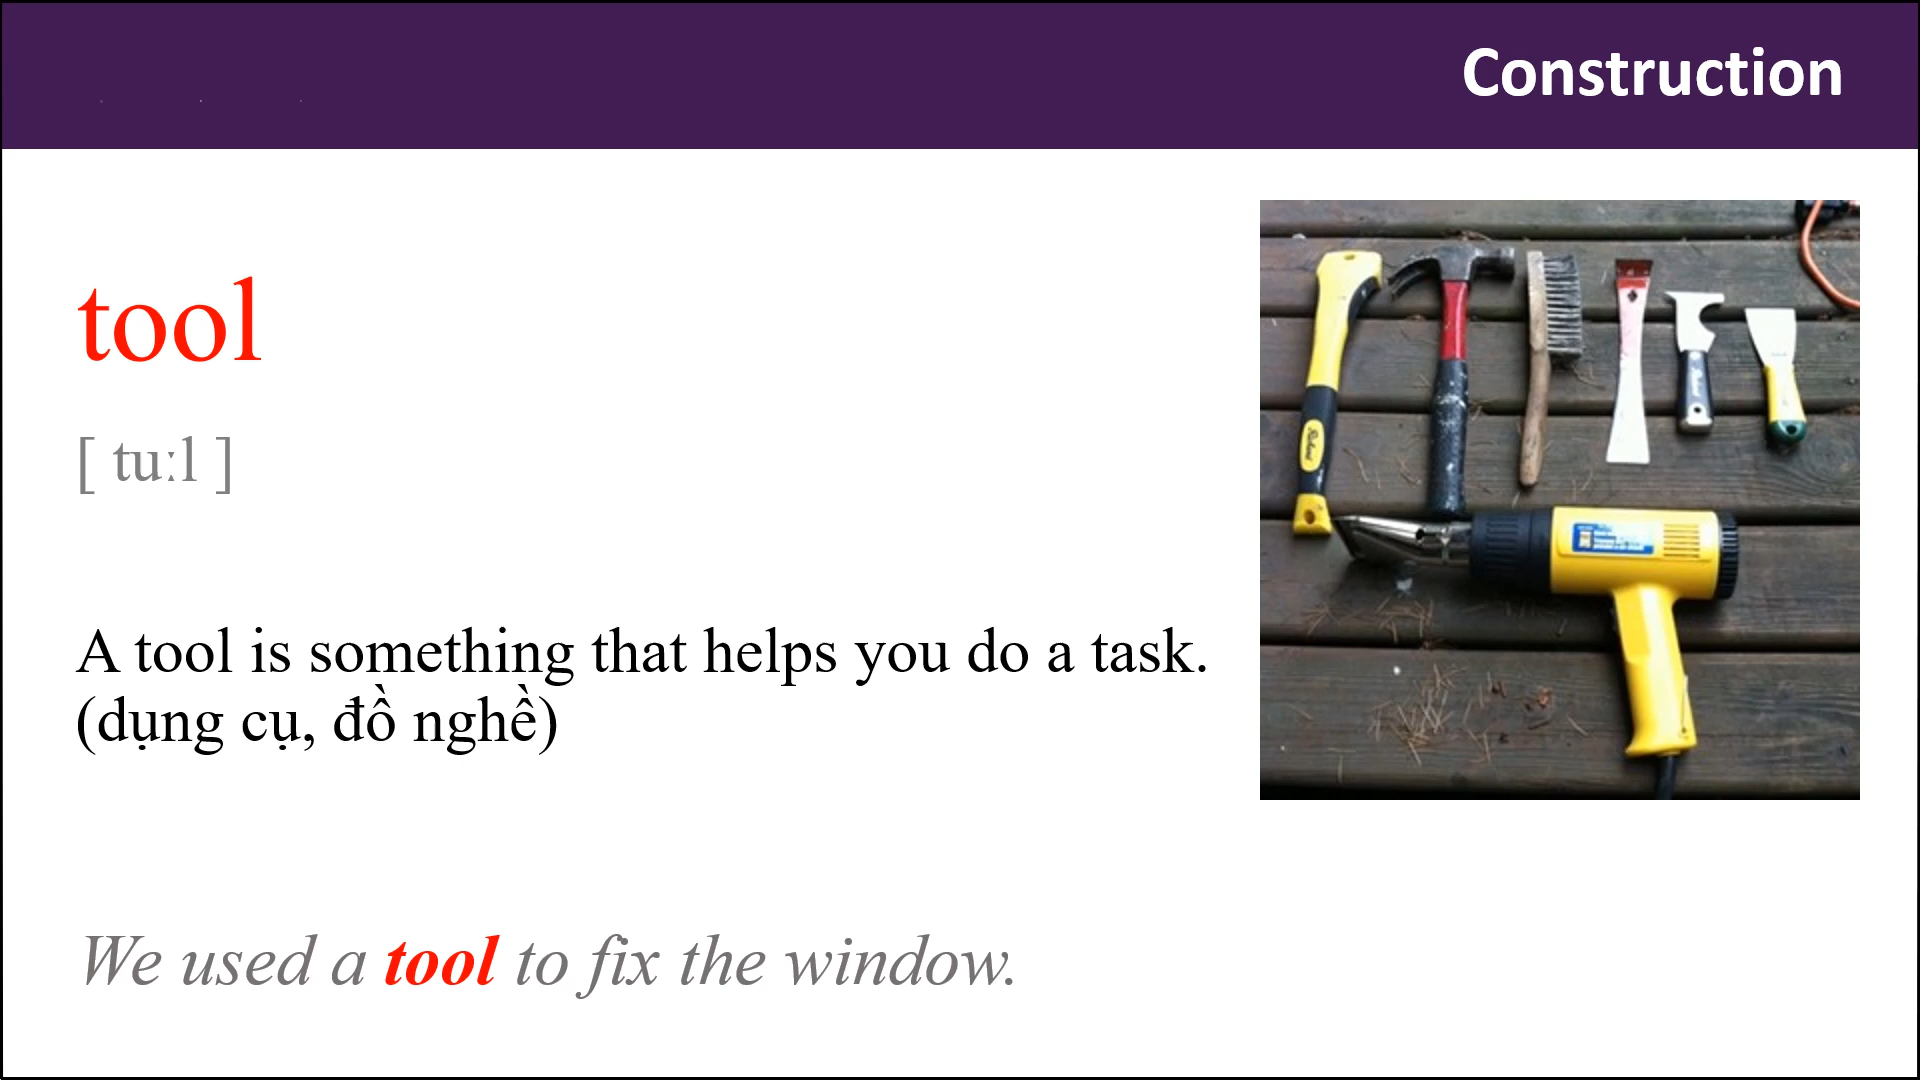 Construction
tool
[ tuːl ]
A tool is something that helps you do a task.
(dụng cụ, đồ nghề)
We used a tool to fix the window.